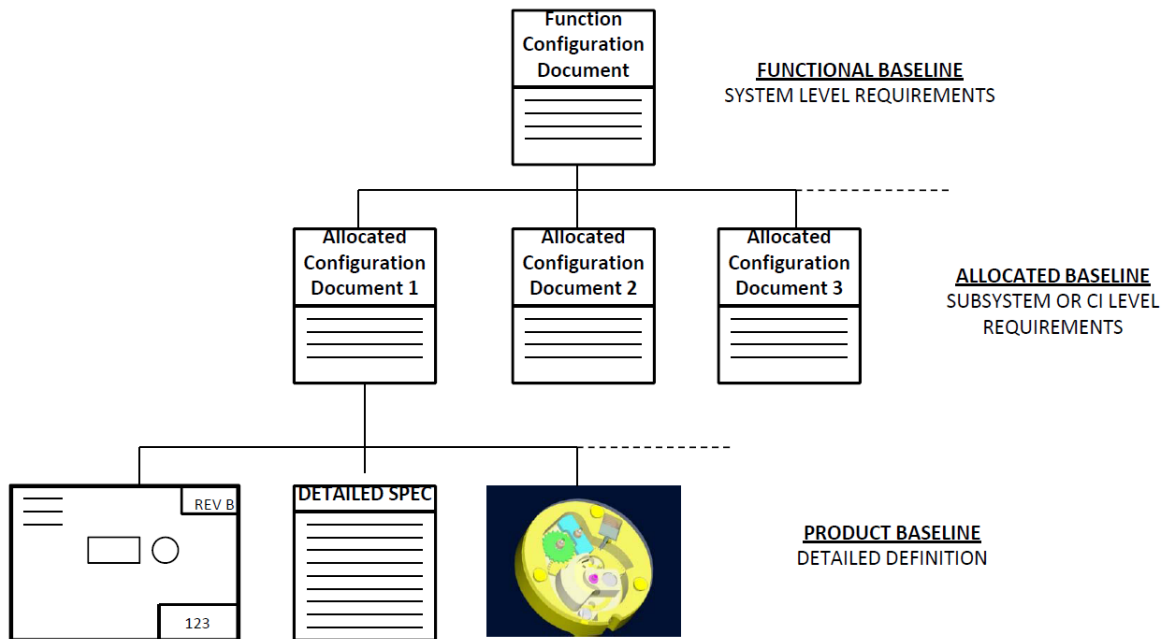 Function
Configuration
Document
FUNCTIONAL BASELINE
SYSTEM LEVEL REQUIREMENTS
Allocated
Configuration
Document 1
Allocated
Configuration
Document 2
Allocated
Configuration
Document 3
ALLOCATED BASELINE
SUBSYSTEM OR CI LEVEL
REQUIREMENTS
REV B
123
DETAILED SPEC
PRODUCT BASELINE
DETAILED DEFINITION